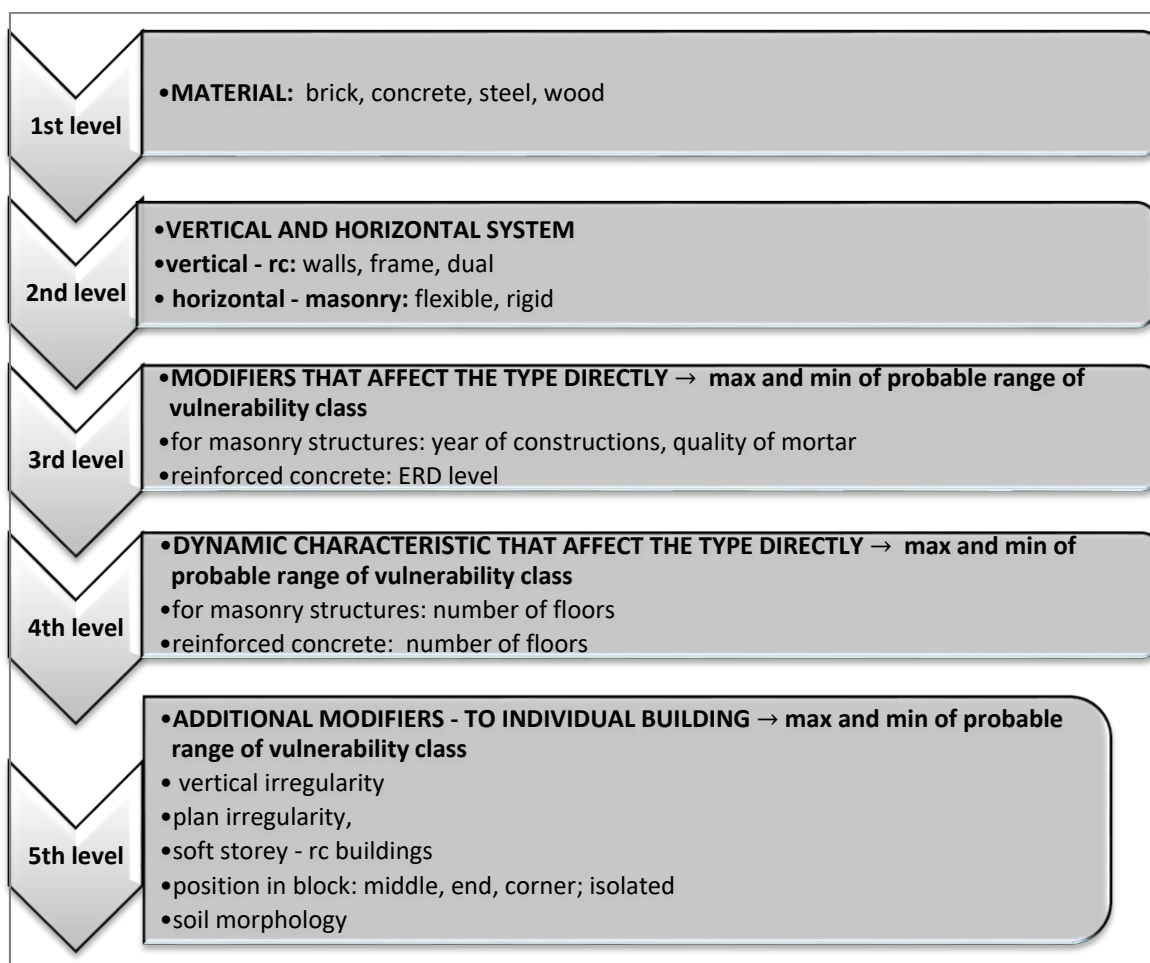 1st level
•MATERIAL: brick, concrete, steel, wood
2nd level
•VERTICAL AND HORIZONTAL SYSTEM
•vertical - rc: walls, frame, dual
• horizontal - masonry: flexible, rigid
3rd level
•MODIFIERS THAT AFFECT THE TYPE DIRECTLY → max and min of probable range of
vulnerability class
•for masonry structures: year of constructions, quality of mortar
•reinforced concrete: ERD level
4th level
•DYNAMIC CHARACTERISTIC THAT AFFECT THE TYPE DIRECTLY → max and min of
probable range of vulnerability class
•for masonry structures: number of floors
•reinforced concrete: number of floors
5th level
•ADDITIONAL MODIFIERS - TO INDIVIDUAL BUILDING → max and min of probable
range of vulnerability class
• vertical irregularity
•plan irregularity,
•soft storey - rc buildings
•position in block: middle, end, corner; isolated
•soil morphology